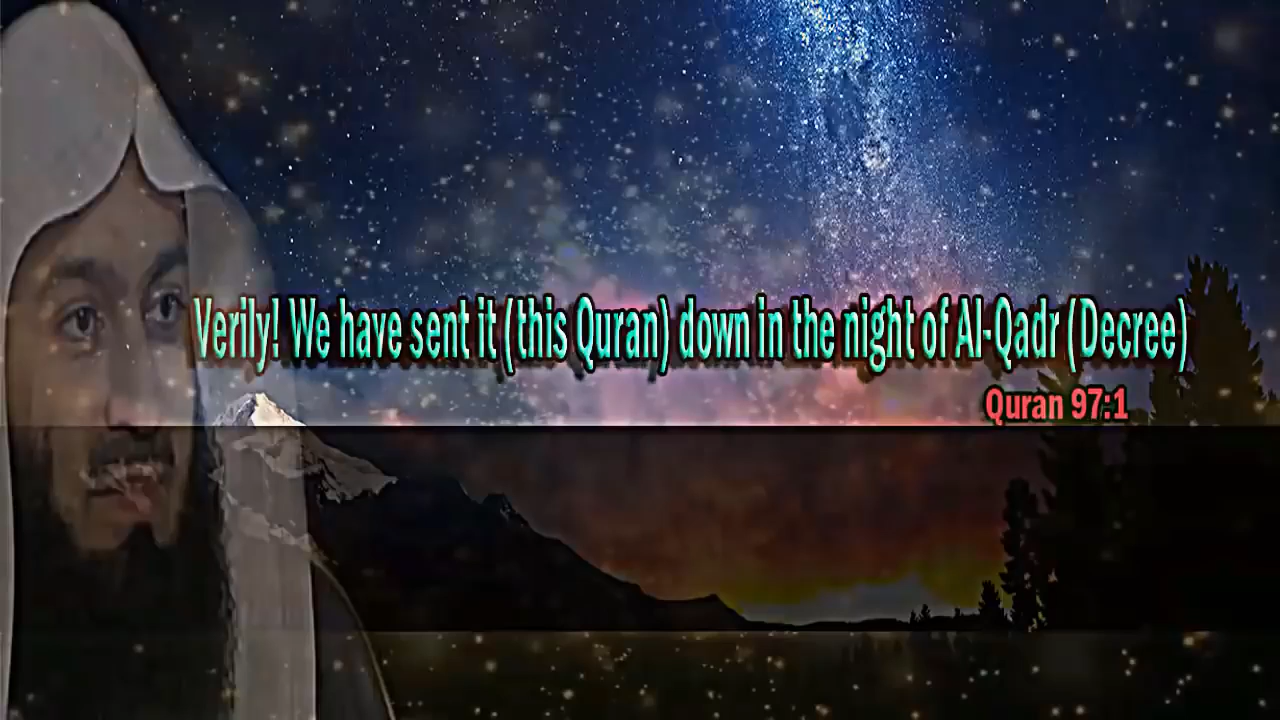 Verily! We have sent it (this Quran) down in the night of Al-Qadr (Decree)
Quran 97:1